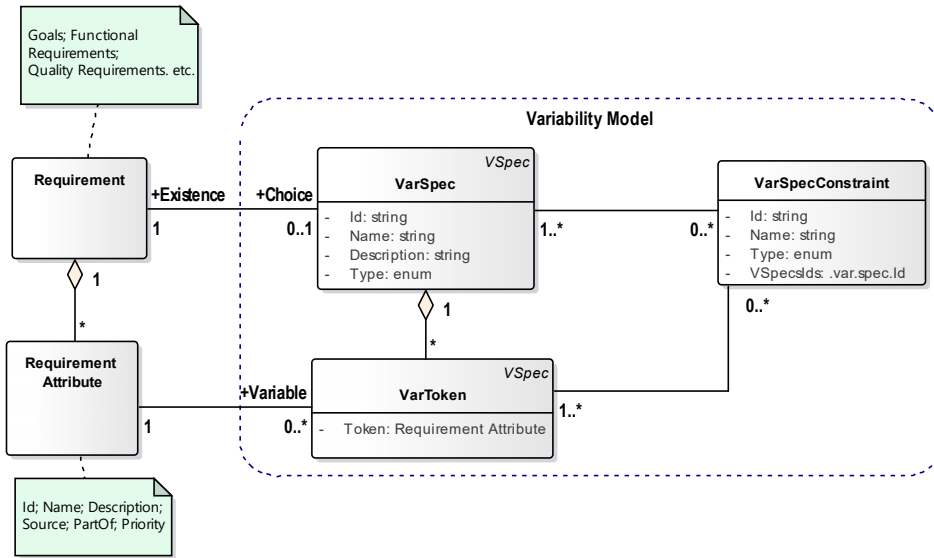 Goals; Functional
Requirements;
Quality Requirements. etc.
Variability Model
Requirement
+Existence
1
+Choice
0..1
VSpec
VarSpec
- Id: string
- Name: string
- Description: string
- Type: enum
1..*
0..*
VarSpecConstraint
- Id: string
- Name: string
- Type: enum
- VSpecsIds: .var.spec.Id
0..*
1
*
1
*
Requirement
Attribute
1
+Variable
0..*
VSpec
VarToken
- Token: Requirement Attribute
1..*
Id; Name; Description;
Source; PartOf; Priority